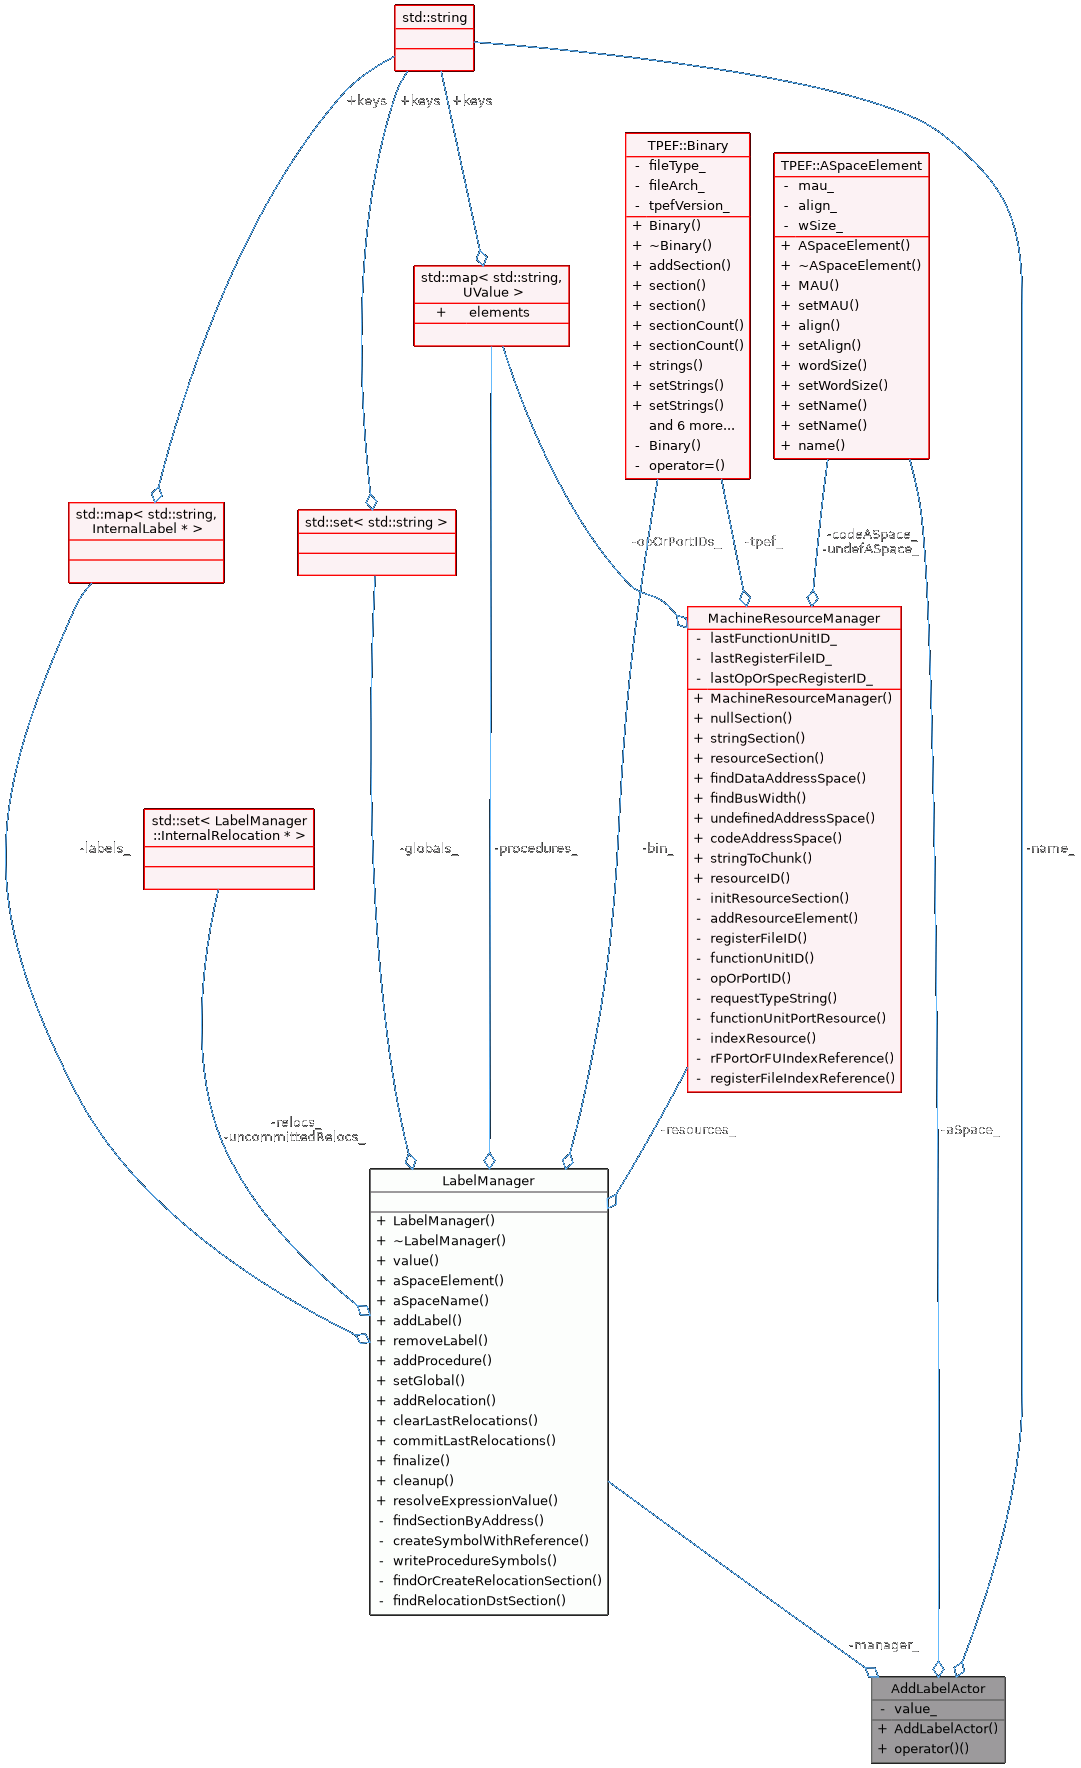 std::string
+keys +keys +keys
TPEF::Binary
- fileType_
- fileArch_
- tpefVersion_
+ Binary()
+ ~Binary()
+ addSection()
+ section()
+ section()
+ sectionCount()
+ sectionCount()
+ strings()
+ setStrings()
+ setStrings()
and 6 more...
- Binary()
- operator=()
TPEF::ASpaceElement
- mau_
- align_
- wSize_
+ ASpaceElement()
+ ~ASpaceElement()
+ MAU()
+ setMAU()
+ align()
+ setAlign()
+ wordSize()
+ setWordSize()
+ setName()
+ setName()
+ name()
std::map< std::string,
UValue >
+ elements
std::map< std::string,
InternalLabel * >
std::set< std::string >
-opOrPortIDs_
-tpef_
-codeASpace_
-undefASpace_
MachineResourceManager
- lastFunctionUnitID_
- lastRegisterFileID_
- lastOpOrSpecRegisterID_
+ MachineResourceManager()
+ nullSection()
+ stringSection()
+ resourceSection()
+ findDataAddressSpace()
+ findBusWidth()
+ undefinedAddressSpace()
+ codeAddressSpace()
+ stringToChunk()
+ resourceID()
- initResourceSection()
- addResourceElement()
- registerFileID()
- functionUnitID()
- opOrPortID()
- requestTypeString()
- functionUnitPortResource()
- indexResource()
- rFPortOrFUIndexReference()
- registerFileIndexReference()
std::set< LabelManager
::InternalRelocation * >
-labels_
-globals_
-procedures_
-bin_
-name_
-relocs_
-uncommittedRelocs_
-resources_
-aSpace_
LabelManager
+ LabelManager()
+ ~LabelManager()
+ value()
+ aSpaceElement()
+ aSpaceName()
+ addLabel()
+ removeLabel()
+ addProcedure()
+ setGlobal()
+ addRelocation()
+ clearLastRelocations()
+ commitLastRelocations()
+ finalize()
+ cleanup()
+ resolveExpressionValue()
- findSectionByAddress()
- createSymbolWithReference()
- writeProcedureSymbols()
- findOrCreateRelocationSection()
- findRelocationDstSection()
-manager_
AddLabelActor
- value_
+ AddLabelActor()
+ operator()()